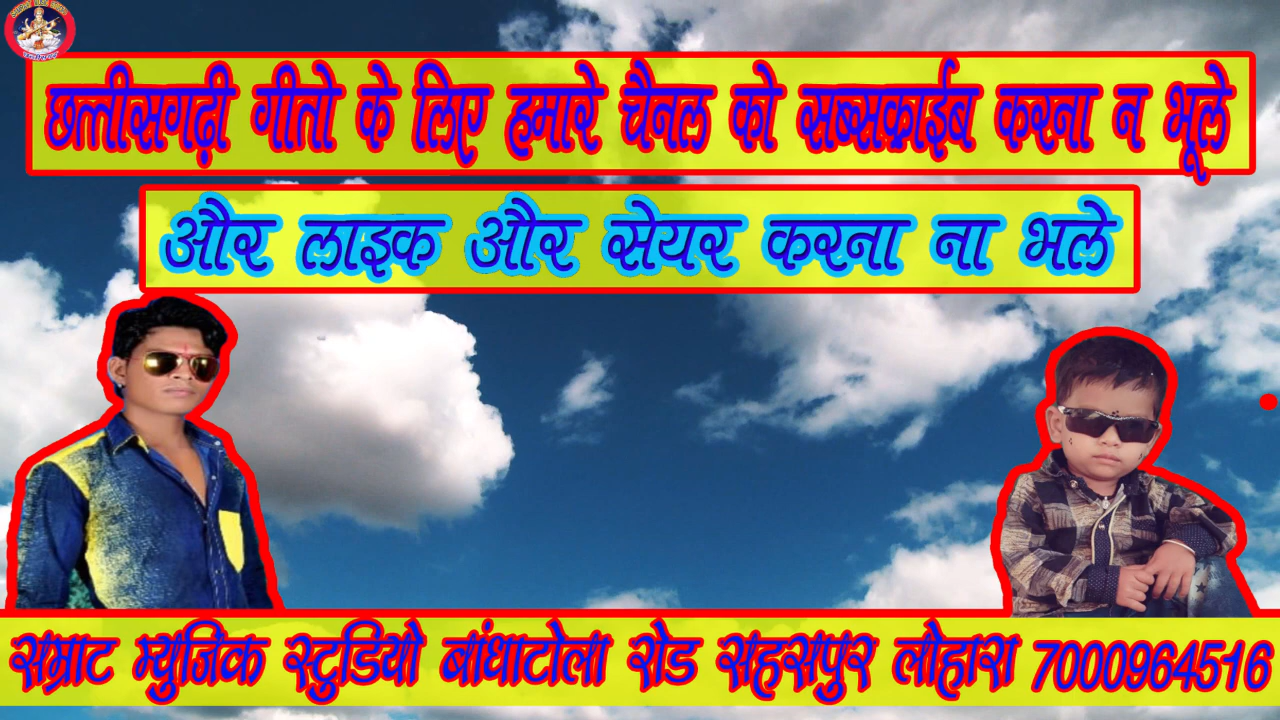 छत्तीसगढ़ी गीतो के लिए हमारे चैनल को सब्सक्राईब करना न भूले
और लाइक और सेयर करना ना भले
सम्राट म्युजिक स्टुडियो बांधाटोला रोड सहसपुर लोहारा 7000964516